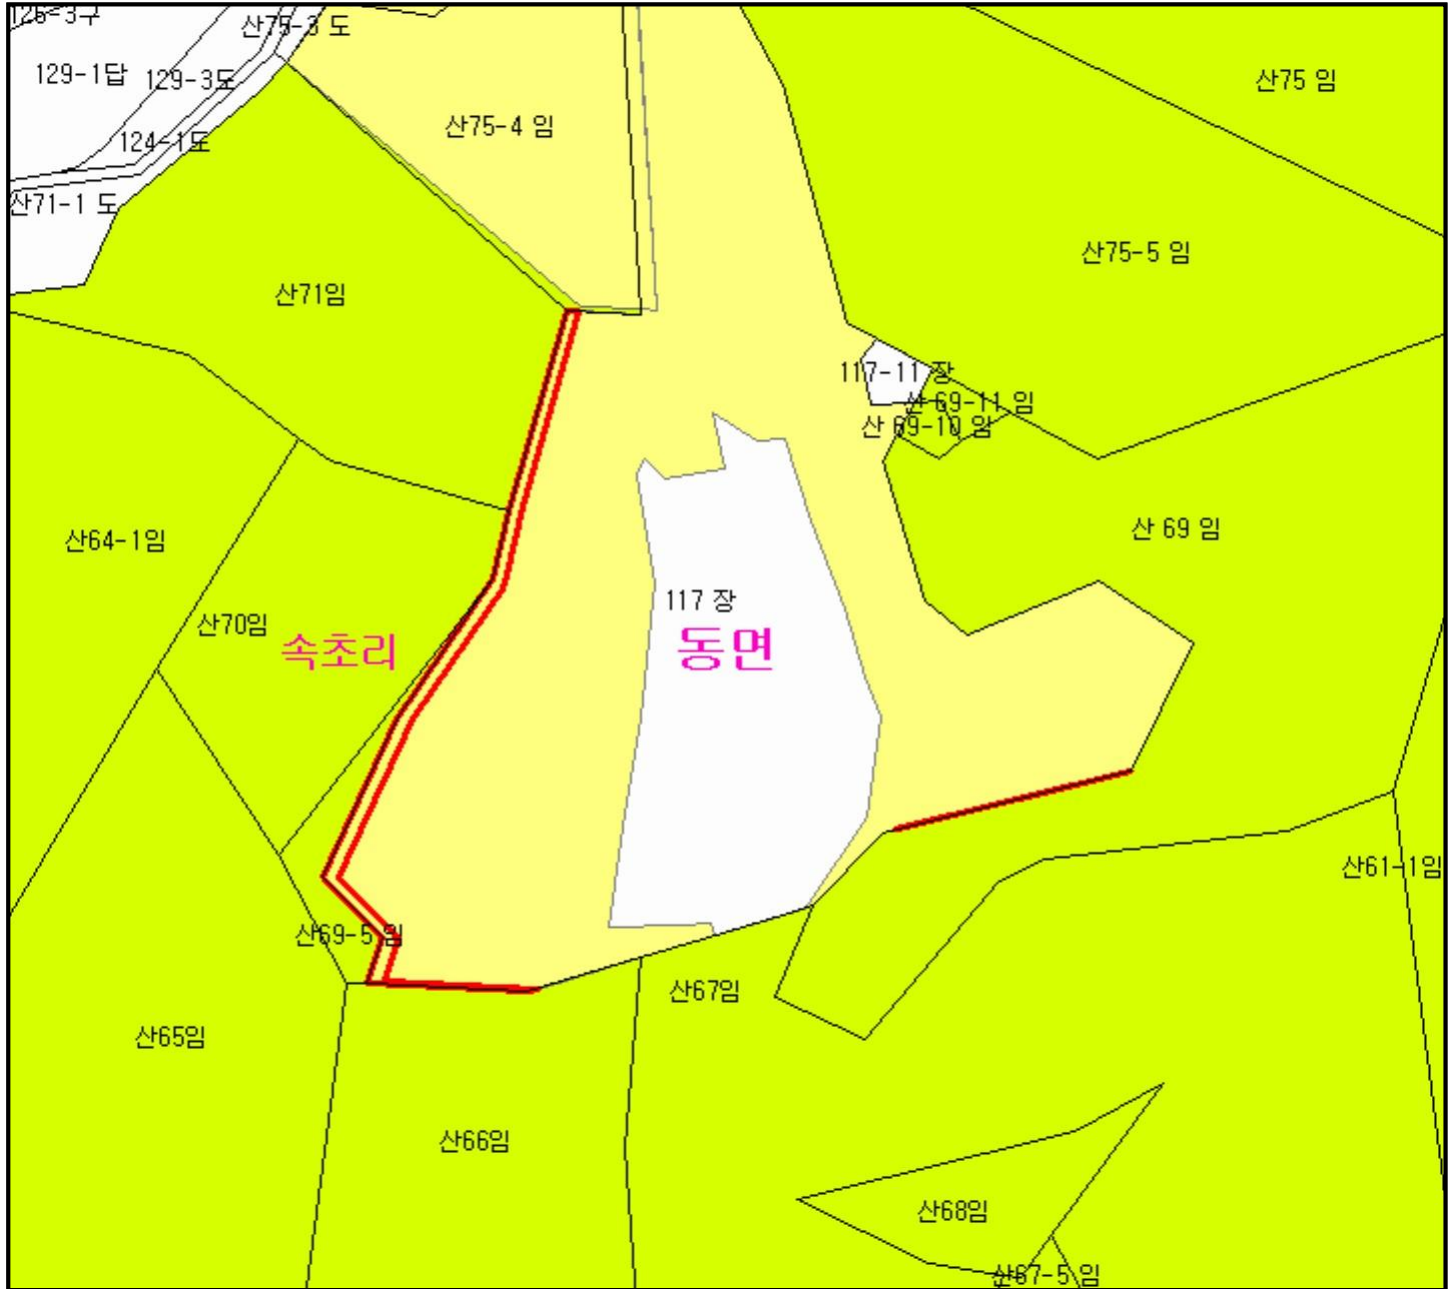 126-3구
산75-3 도
129-1답
129-3도
산75 임
산75-4 임
124-1도
산71-1 도
산75-5 임
산71임
117-11 장
산 69-11 임
산 69-10 임
산 69 임
산64-1임
117 장
산70임
속초리
동면
산61-1임
산69-5 임
산67임
산65임
산66임
산68임
산67-5 임